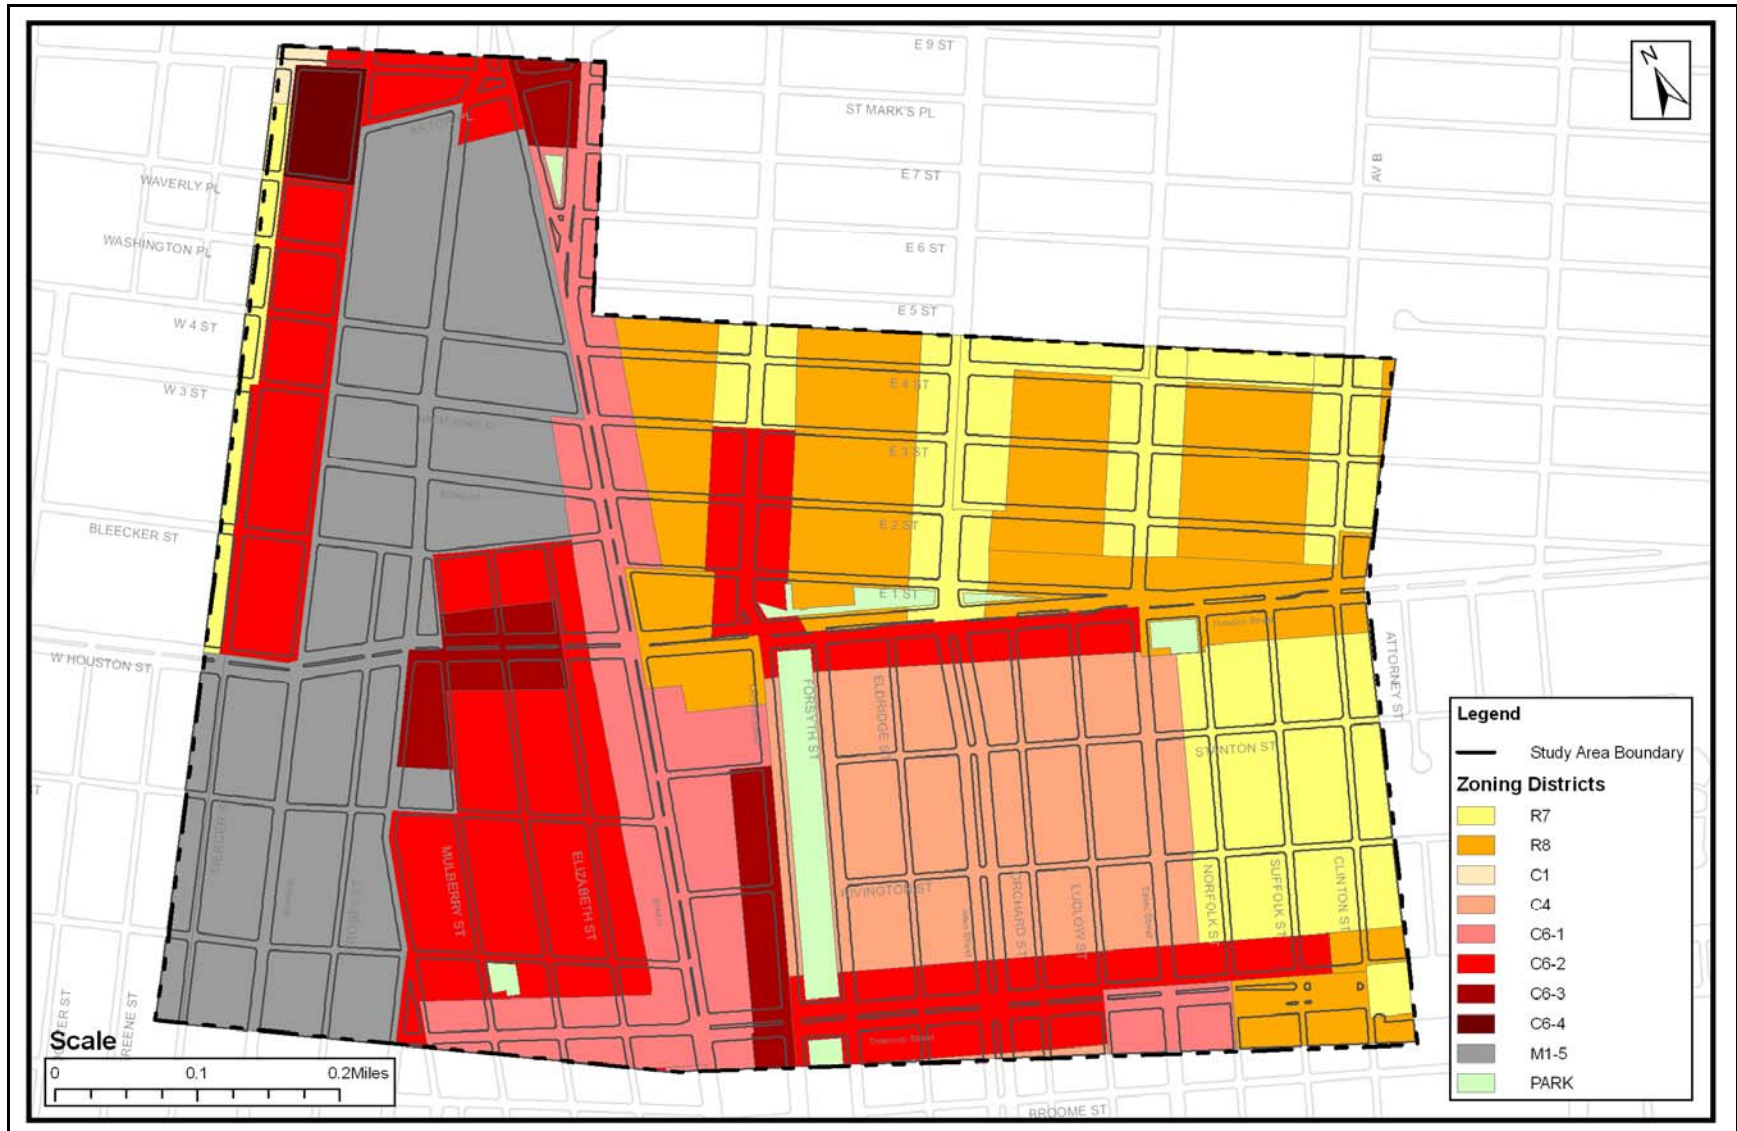 E 9 ST
N
ST MARK'S PL
AV B
WAVERLY PL
E 7 ST
WASHINGTON PL
E 6 ST
W 4 ST
E 5 ST
W 3 ST
E 4 ST
E 3 ST
BLEECKER ST
E 2 ST
E 1 ST
W HOUSTON ST
ATTORNEY ST
FORSYTH ST
ELDRIDGE ST
STANTON ST
MERCER
MULBERRY ST
ELIZABETH ST
RIVINGTON ST
ORCHARD ST
LUDLOW ST
NORFOLK ST
SUFFOLK ST
CLINTON ST
BROOME ST
Legend
Study Area Boundary
Zoning Districts
R7
R8
C1
C4
C6-1
C6-2
C6-3
C6-4
M1-5
PARK
Scale
0 0.1 0.2Miles